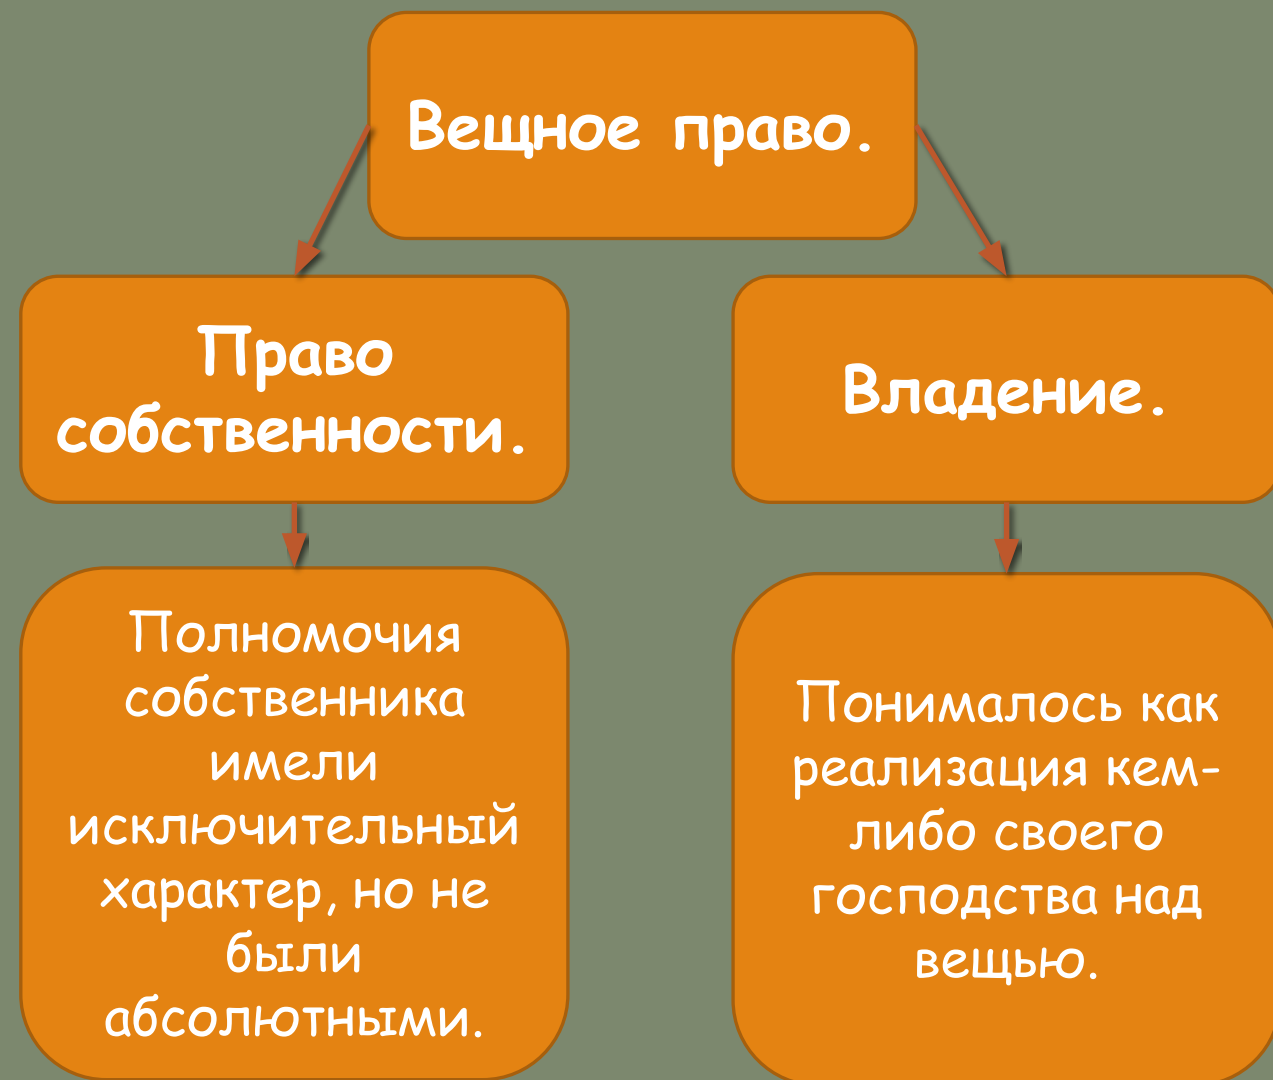 Вещное право.
Право
собственности.
Владение.
Полномочия
собственника
имели
исключительный
характер, но не
были
абсолютными.
Понималось как
реализация кем-
либо своего
господства над
вещью.